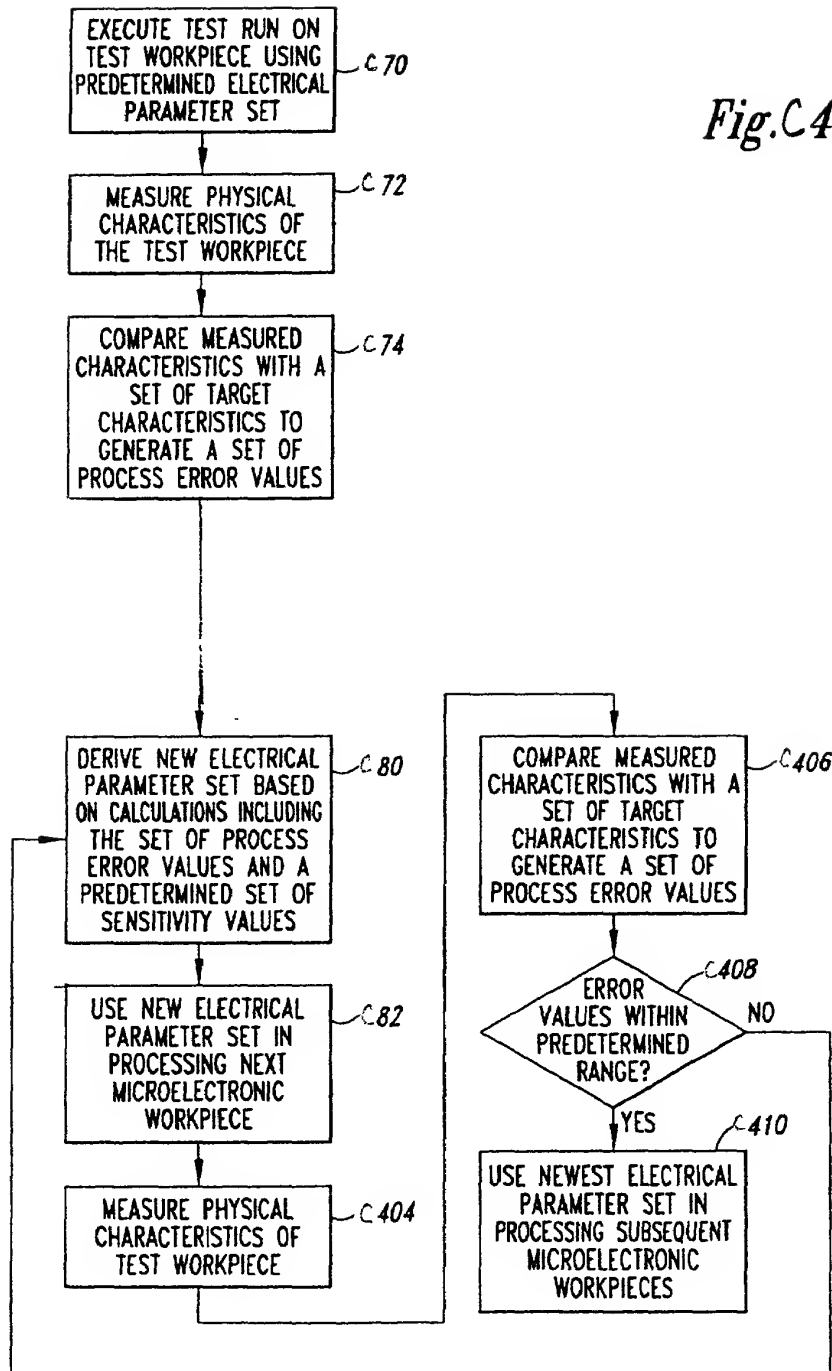 EXECUTE TEST RUN ON
TEST WORKPIECE USING
PREDETERMINED ELECTRICAL
PARAMETER SET
C70
Fig.C4
MEASURE PHYSICAL
CHARACTERISTICS OF
THE TEST WORKPIECE
C72
COMPARE MEASURED
CHARACTERISTICS WITH A
SET OF TARGET
CHARACTERISTICS TO
GENERATE A SET OF
PROCESS ERROR VALUES
C74
DERIVE NEW ELECTRICAL
PARAMETER SET BASED
ON CALCULATIONS INCLUDING
THE SET OF PROCESS
ERROR VALUES AND A
PREDETERMINED SET OF
SENSITIVITY VALUES
C80
USE NEW ELECTRICAL
PARAMETER SET IN
PROCESSING NEXT
MICROELECTRONIC
WORKPIECE
C82
MEASURE PHYSICAL
CHARACTERISTICS OF
TEST WORKPIECE
C404
COMPARE MEASURED
CHARACTERISTICS WITH A
SET OF TARGET
CHARACTERISTICS TO
GENERATE A SET OF
PROCESS ERROR VALUES
C406
ERROR
VALUES WITHIN
PREDETERMINED
RANGE?
C408
NO
YES
USE NEWEST ELECTRICAL
PARAMETER SET IN
PROCESSING SUBSEQUENT
MICROELECTRONIC
WORKPIECES
C410